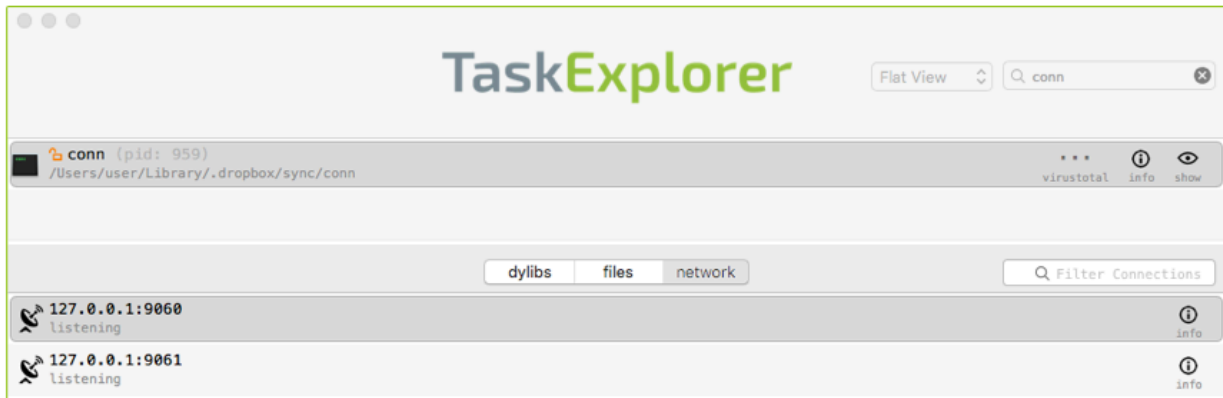 TaskExplorer
Flat View
conn
conn (pid: 959)
/Users/user/Library/.dropbox/sync/conn
virustotal info show
dylibs files network
Filter Connections
127.0.0.1:9060
listening
info
127.0.0.1:9061
listening
info